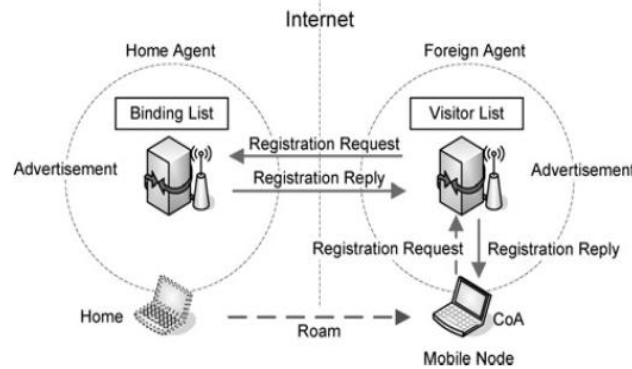 Internet
Home Agent
Foreign Agent
Binding List
Visitor List
Registration Request
Advertisement
Advertisement
Registration Reply
Registration Request
Registration Reply
Home
Roam
CoA
Mobile Node